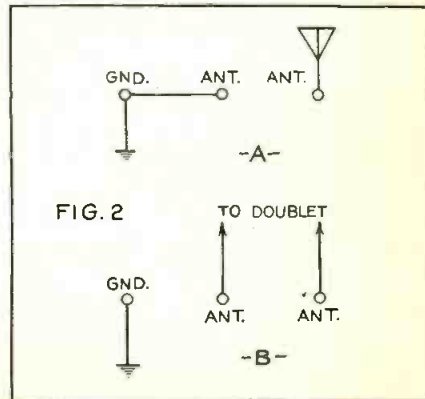 GND. ANT. ANT.
-A-
FIG. 2
TO DOUBLET
GND.
ANT. ANT.
-B-